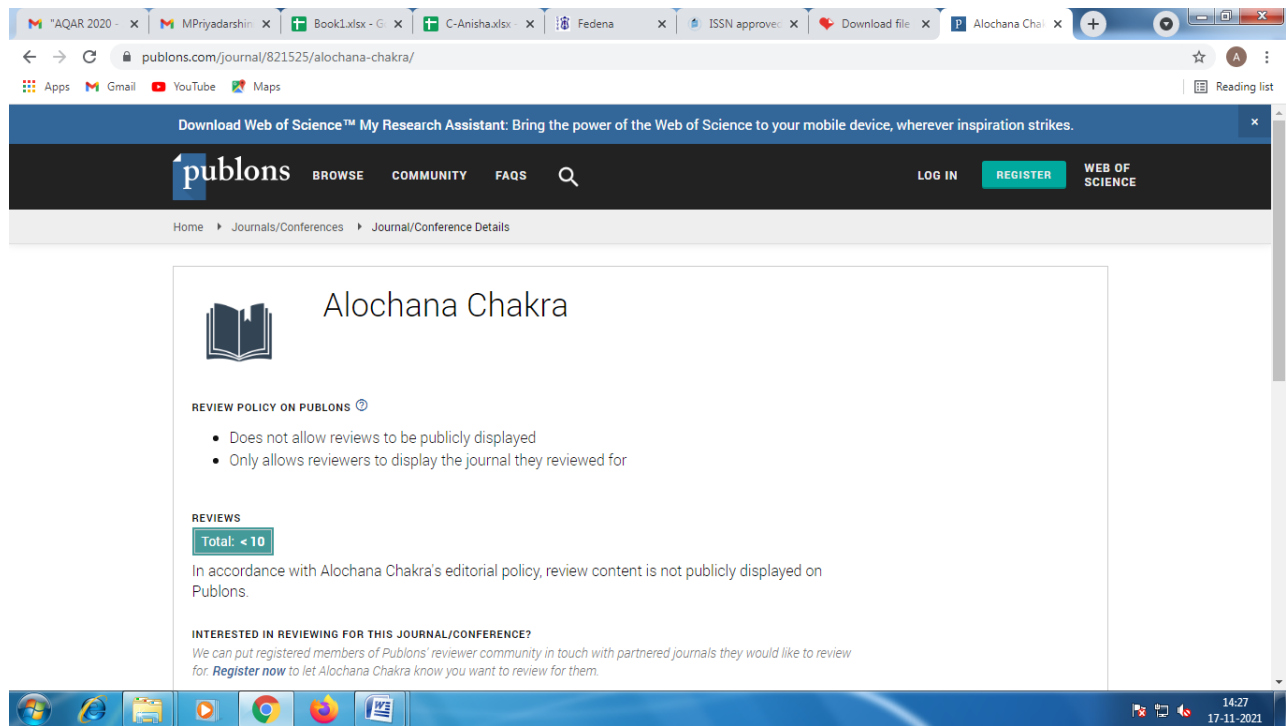 "AQAR 2020 -
MPriyadarshin
Book1.xlsx - G
C-Anisha.xlsx -
Fedena
ISSN approved
Download file
Alochana Chak
publons.com/journal/821525/alochana-chakra/
A
Apps Gmail YouTube Maps Reading list
Download Web of Science™ My Research Assistant: Bring the power of the Web of Science to your mobile device, wherever inspiration strikes.
publons BROWSE COMMUNITY FAQS LOG IN REGISTER WEB OF SCIENCE
Home Journals/Conferences Journal/Conference Details
Alochana Chakra
REVIEW POLICY ON PUBLONS
Does not allow reviews to be publicly displayed
Only allows reviewers to display the journal they reviewed for
REVIEWS
Total: < 10
In accordance with Alochana Chakra's editorial policy, review content is not publicly displayed on
Publons.
INTERESTED IN REVIEWING FOR THIS JOURNAL/CONFERENCE?
We can put registered members of Publons' reviewer community in touch with partnered journals they would like to review
for. Register now to let Alochana Chakra know you want to review for them.
14:27
17-11-2021